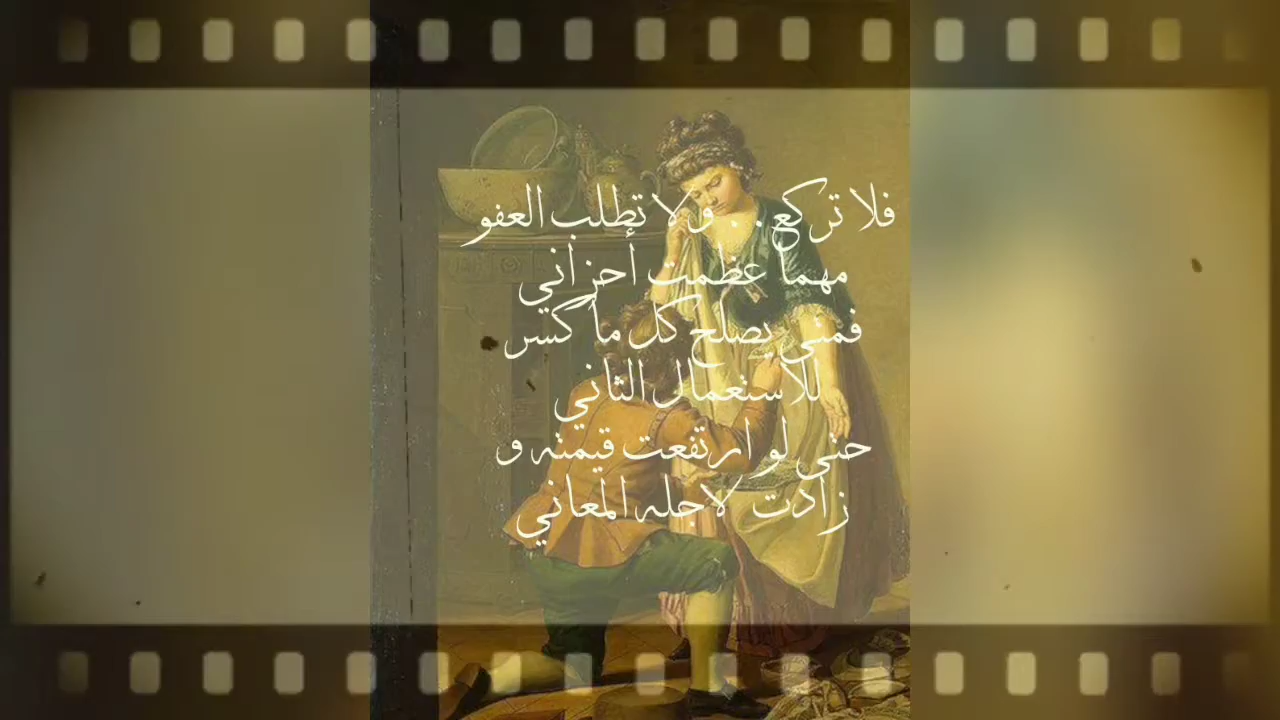 فلا تركع . . ولا تطلب العفو
مهما عظمت أحزاني
فمتى يصلح كل ما كسر
للاستعمال الثاني
حتى لو ارتفعت قيمته و
زادت لاجله المعاني